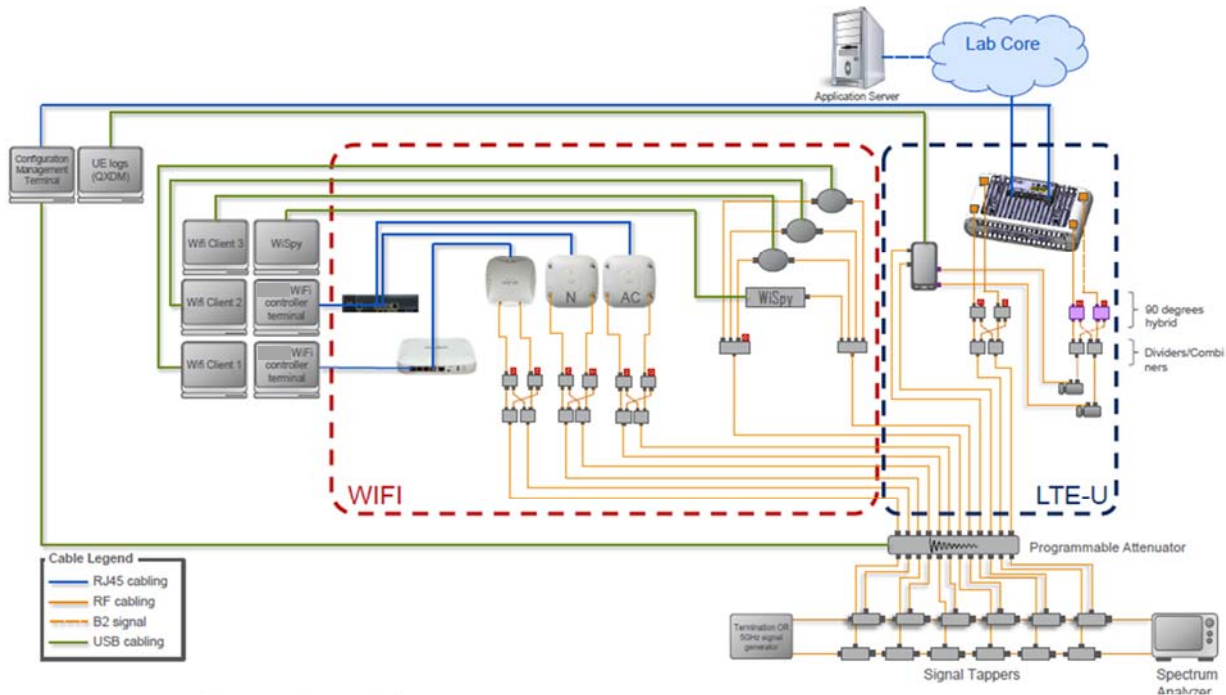 Lab Core
Application Server
Configuration
Management
Terminal
UE logs
(QXDM)
Wifi Client 3
WiSpy
Wifi Client 2
WiFi
controller
terminal
Wifi Client 1
WiFi
controller
terminal
N
AC
WiSpy
90 degrees
hybrid
Dividers/Combi
ners
WIFI
LTE-U
Programmable Attenuator
Cable Legend
RJ45 cabling
RF cabling
B2 signal
USB cabling
Termination OR
5GHz signal
generator
Signal Tappers
Spectrum
Analyzer